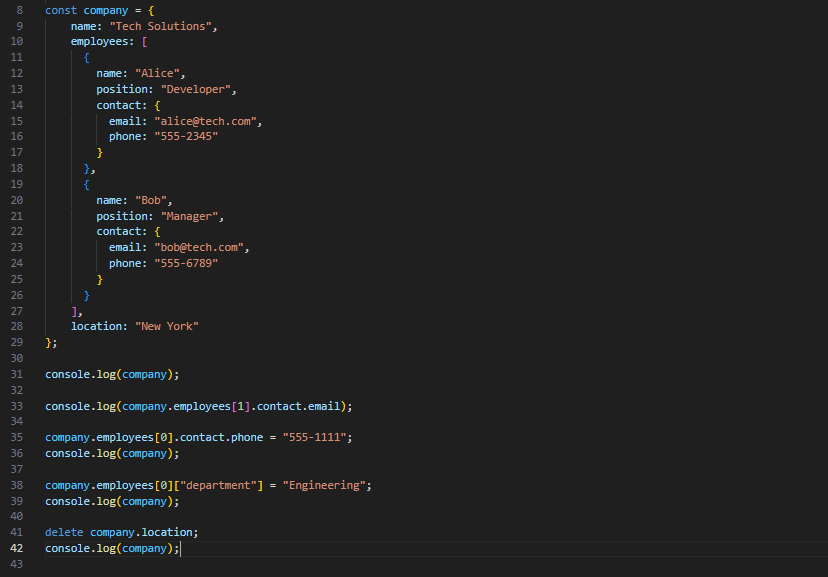 8 const company = {
9 name: "Tech Solutions",
10 employees: [
11 {
12 name: "Alice",
13 position: "Developer",
14 contact: {
15 email: "alice@tech.com",
16 phone: "555-2345"
17 }
18 },
19 {
20 name: "Bob",
21 position: "Manager",
22 contact: {
23 email: "bob@tech.com",
24 phone: "555-6789"
25 }
26 }
27 ],
28 location: "New York"
29 };
30
31 console.log(company);
32
33 console.log(company.employees[1].contact.email);
34
35 company.employees[0].contact.phone = "555-1111";
36 console.log(company);
37
38 company.employees[0]["department"] = "Engineering";
39 console.log(company);
40
41 delete company.location;
42 console.log(company);
43